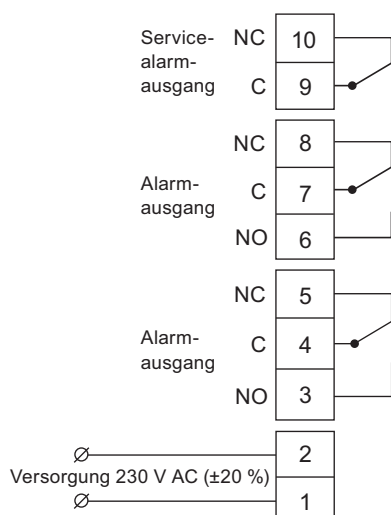 Service-
alarm-
ausgang
NC 10
C 9
Alarm-
ausgang
NC 8
C 7
NO 6
Alarm-
ausgang
NC 5
C 4
NO 3
2
Versorgung 230 V AC (±20 %)
1